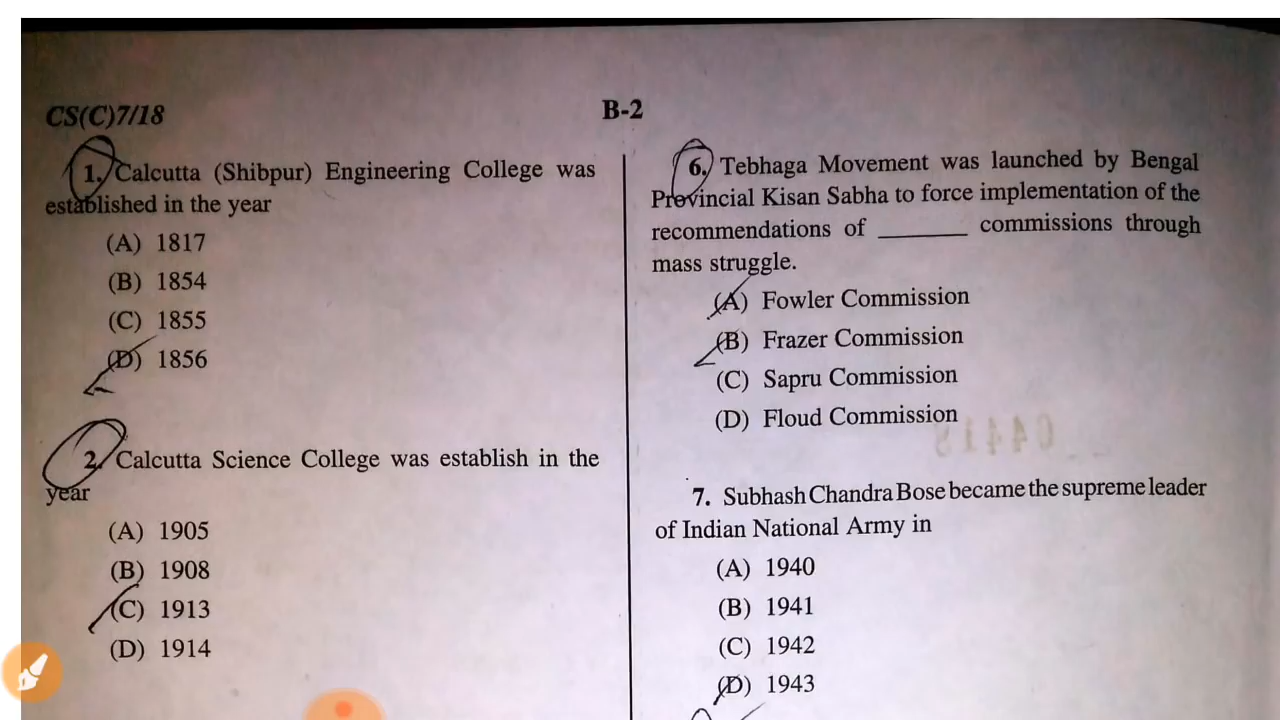 CS(C)7/18
B-2
1. Calcutta (Shibpur) Engineering College was
established in the year
(A) 1817
(B) 1854
(C) 1855
(D) 1856
2. Calcutta Science College was establish in the
year
(A) 1905
(B) 1908
(C) 1913
(D) 1914
6. Tebhaga Movement was launched by Bengal
Provincial Kisan Sabha to force implementation of the
recommendations of ________ commissions through
mass struggle.
(A) Fowler Commission
(B) Frazer Commission
(C) Sapru Commission
(D) Floud Commission
7. Subhash Chandra Bose became the supreme leader
of Indian National Army in
(A) 1940
(B) 1941
(C) 1942
(D) 1943